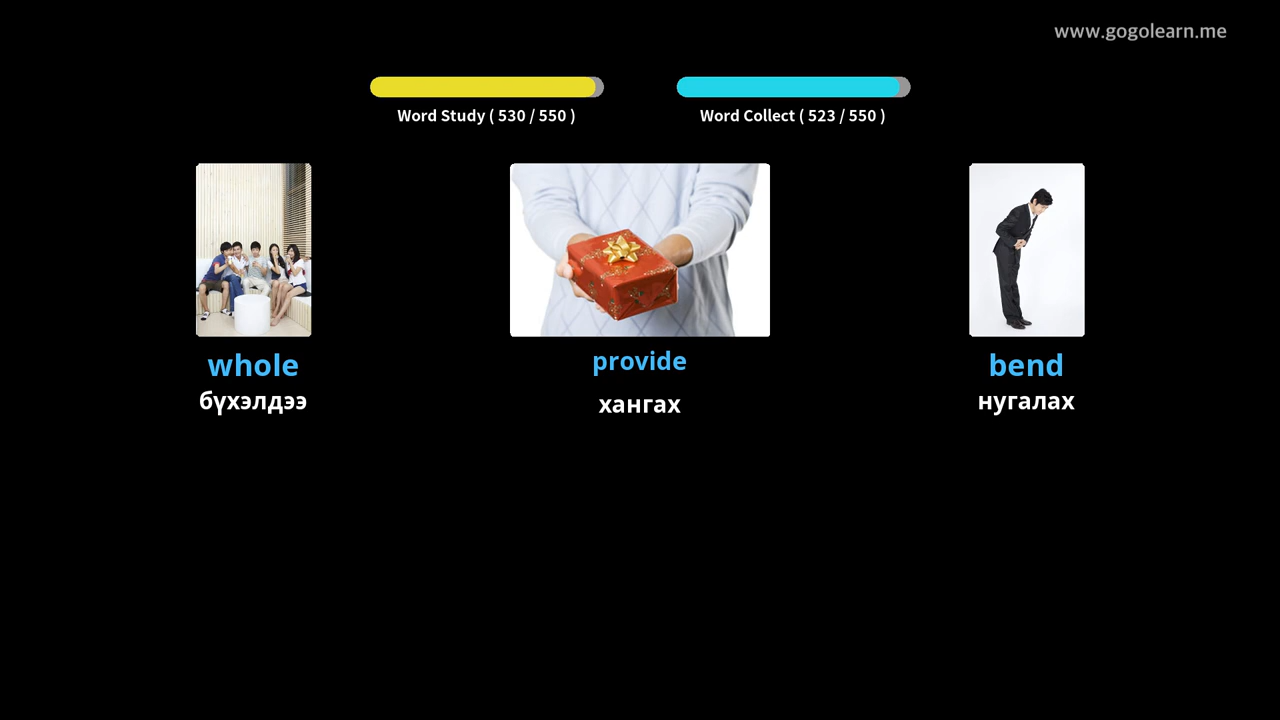 www.gogolearn.me
Word Study ( 530 / 550 )
Word Collect ( 523 / 550 )
whole
бүхэлдээ
provide
хангах
bend
нугалах